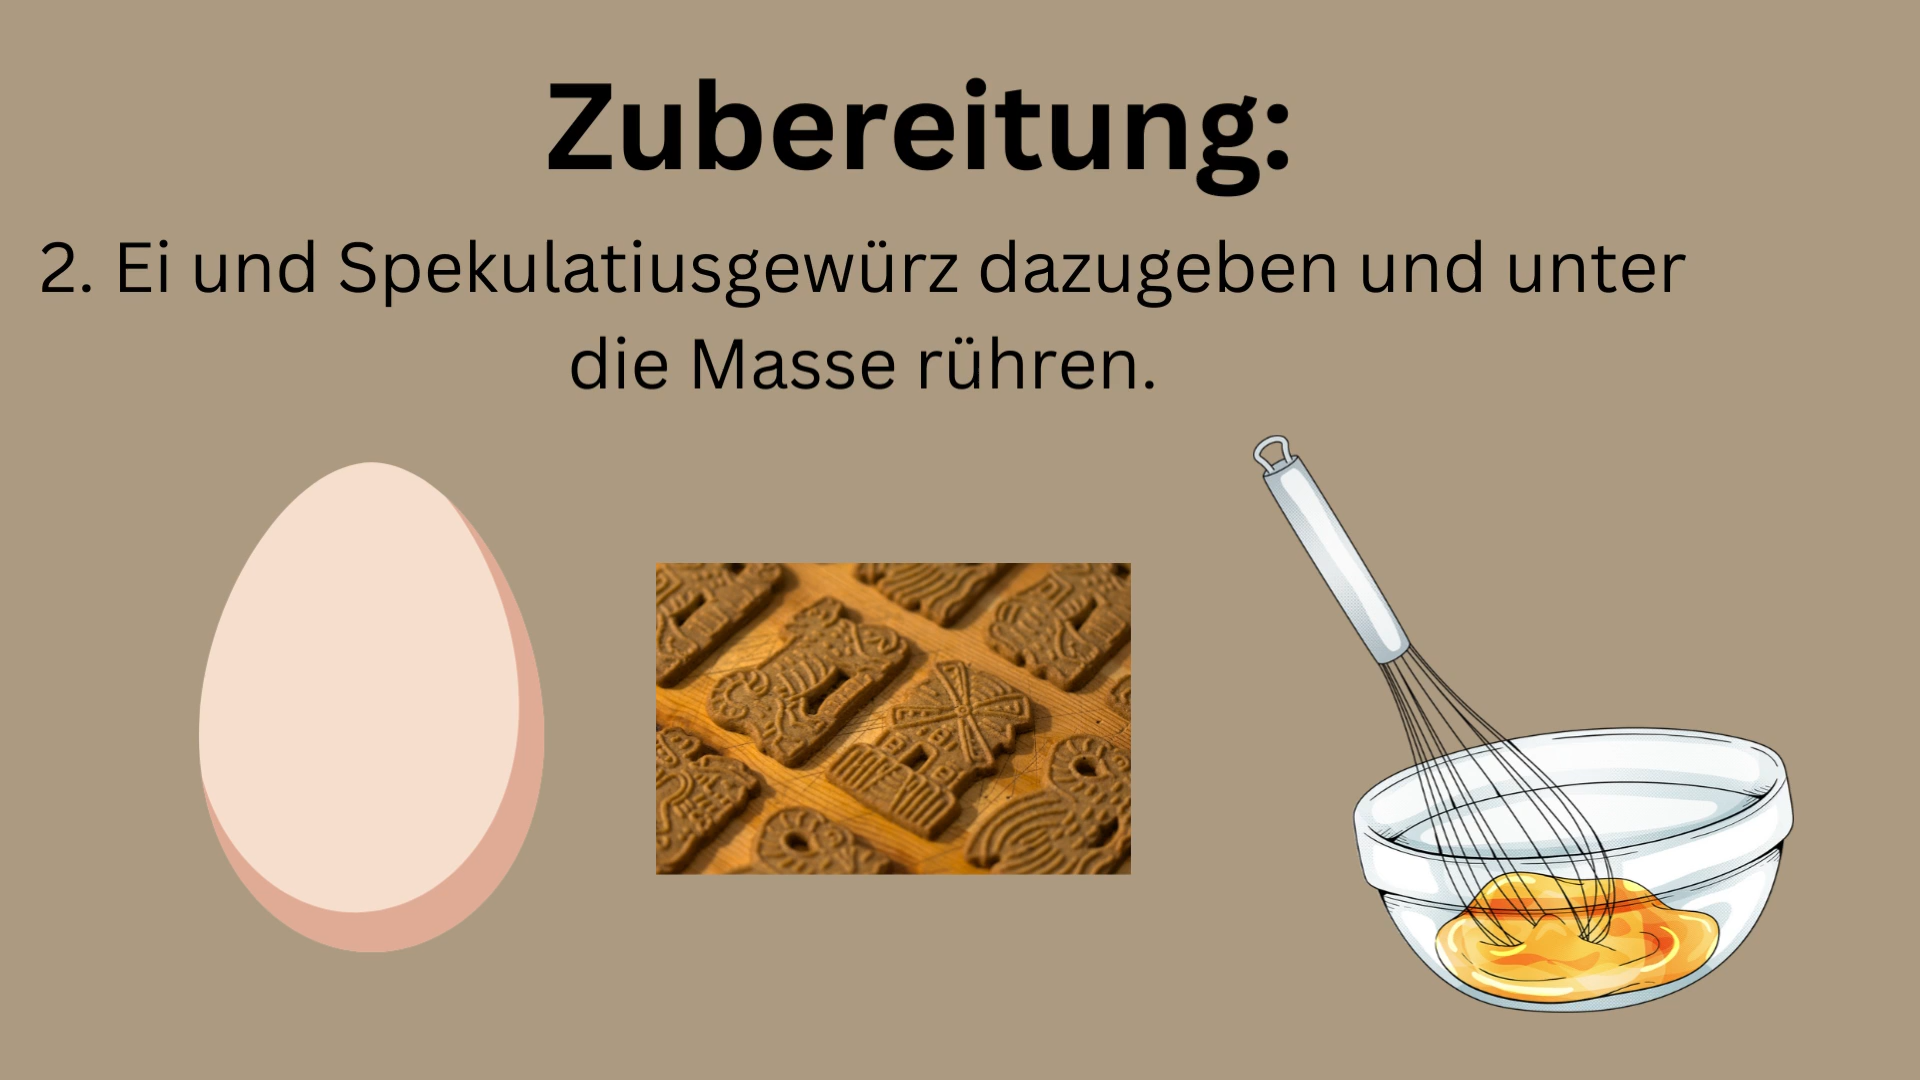 Zubereitung:
2. Ei und Spekulatiusgewürz dazugeben und unter
die Masse rühren.